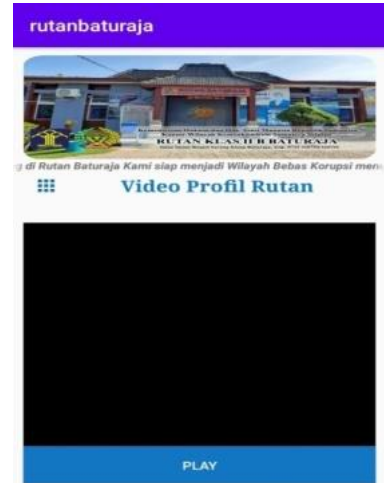 rutanbaturaja
RUTAN KLAS II B BATURAJA
g di Rutan Baturaja Kami siap menjadi Wilayah Bebas Korupsi men
Video Profil Rutan
PLAY